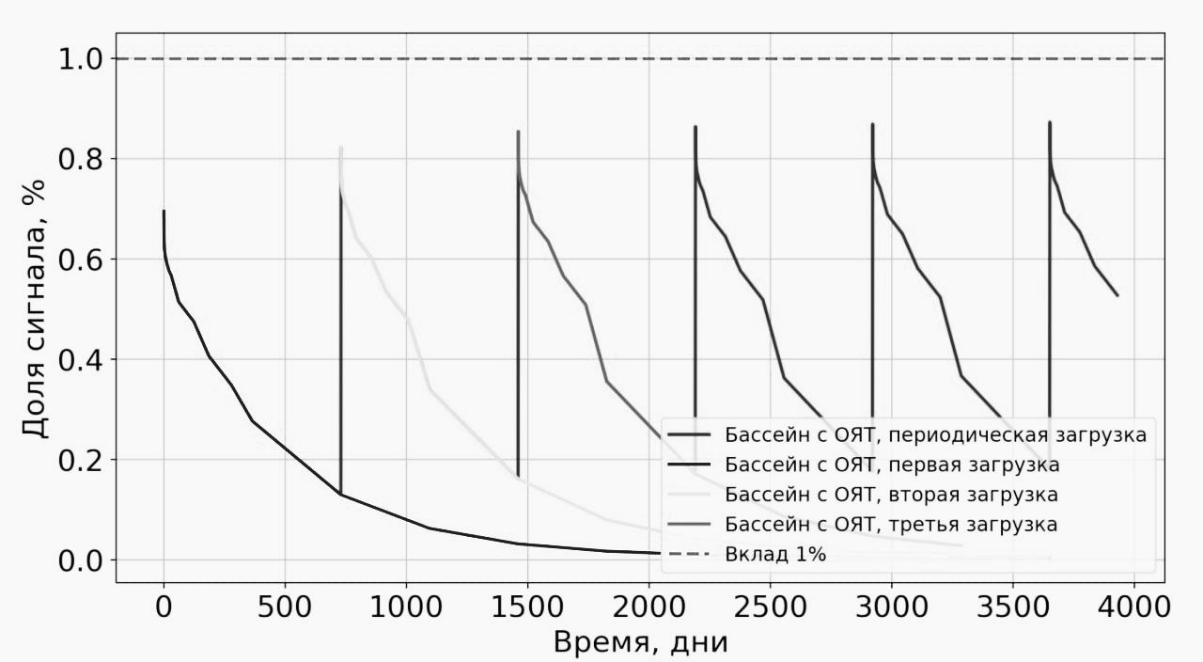 Доля сигнала, %
1.0
0.8
0.6
0.4
0.2
0.0
Бассейн с ОЯТ, периодическая загрузка
Бассейн с ОЯТ, первая загрузка
Бассейн с ОЯТ, вторая загрузка
Бассейн с ОЯТ, третья загрузка
Вклад 1%
0 500 1000 1500 2000 2500 3000 3500 4000
Время, дни